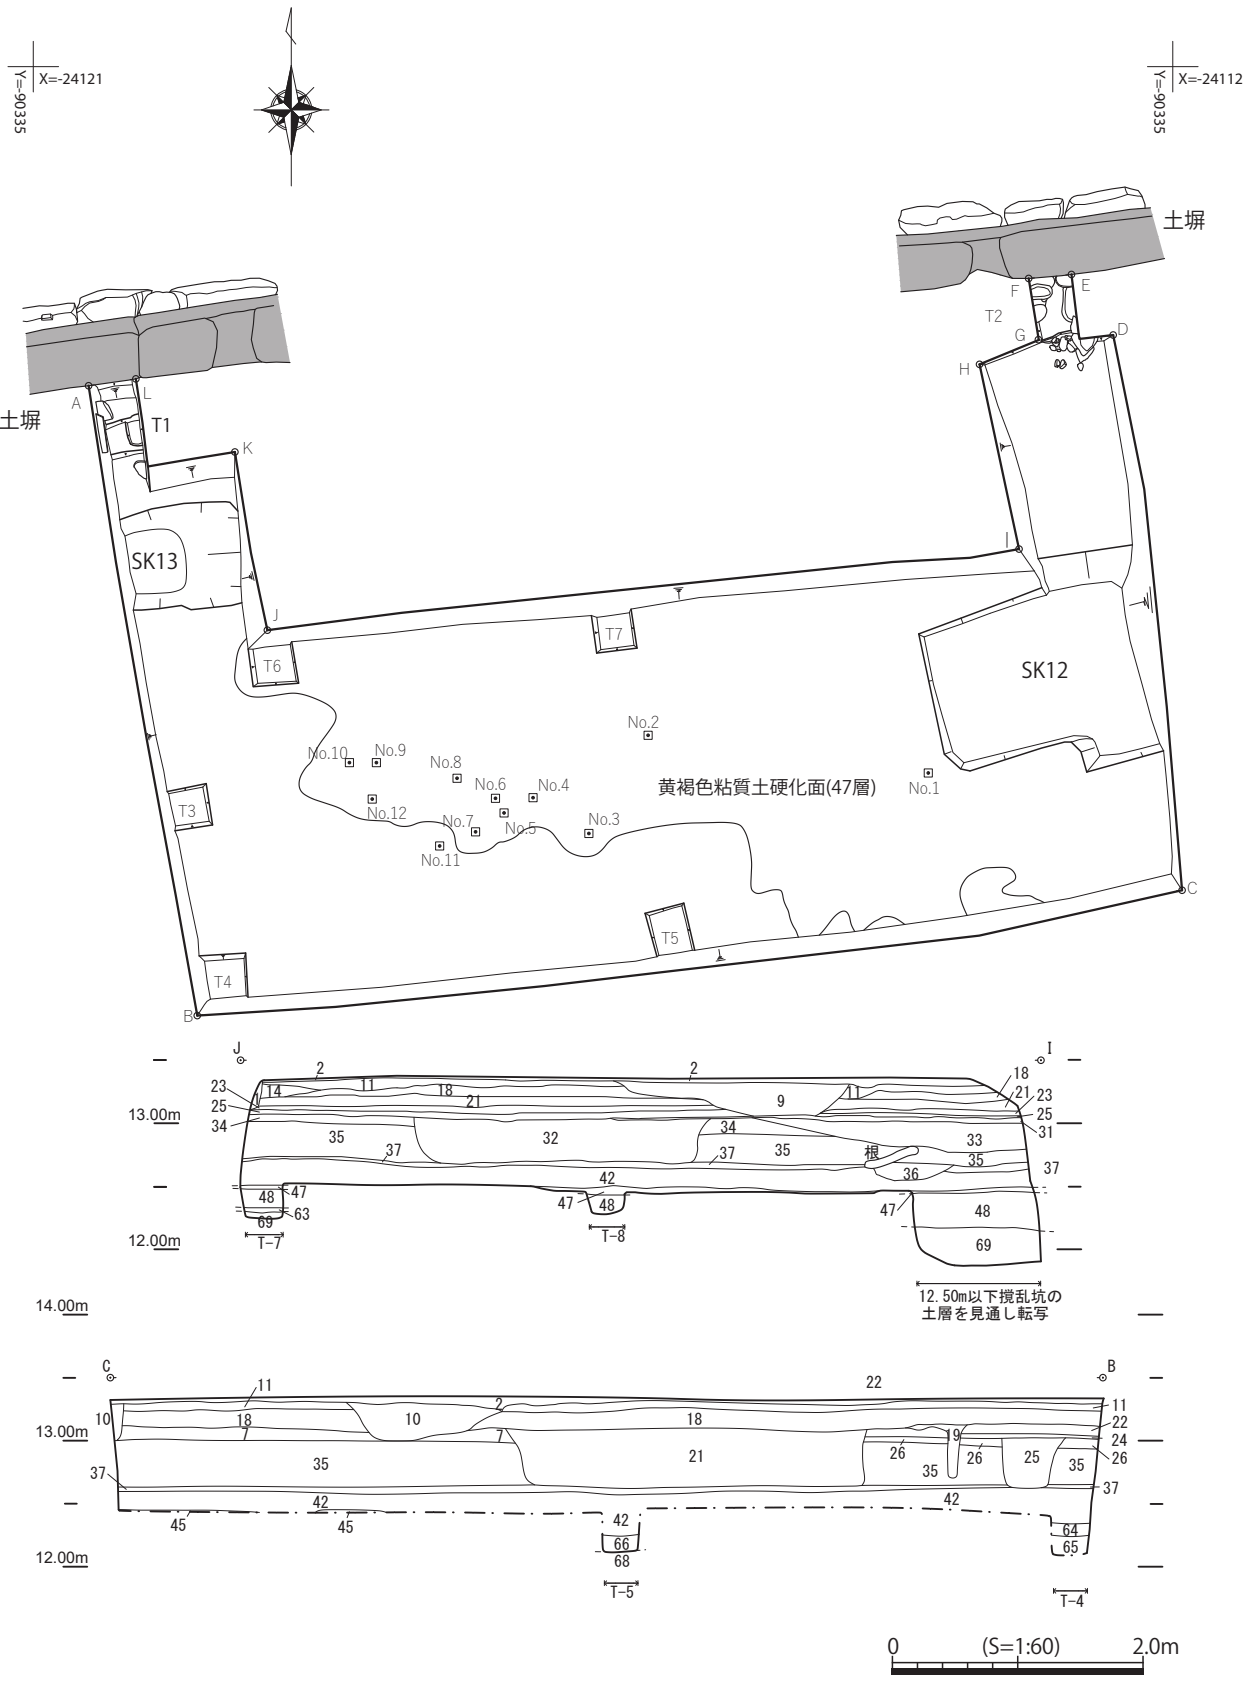 X=-24121
Y=-90335
X=-24112
Y=-90335
土塀
F
E
T2
G
D
H
A
L
土塀
T1
K
I
SK13
J
T6
T7
SK12
No.2
No.10
No.9
No.8
No.6
No.4
黄褐色粘質土硬化面(47層)
No.1
T3
No.12
No.7
No.5
No.3
No.11
C
T5
T4
B
J
I
2
2
18
23
14
11
18
11
21
23
1
21
9
25
13.00m
25
34
34
31
35
32
33
37
37
35
根
35
37
36
42
48
47
47
48
47
48
63
69
69
12.00m
T-7
T-8
12.50m以下撹乱坑の
土層を見通し転写
14.00m
C
B
22
11
2
11
10
18
10
18
22
13.00m
7
7
19
24
26
26
26
21
25
35
35
35
37
37
42
42
45
45
42
64
66
65
12.00m
68
T-5
T-4
0
(S=1:60)
2.0m